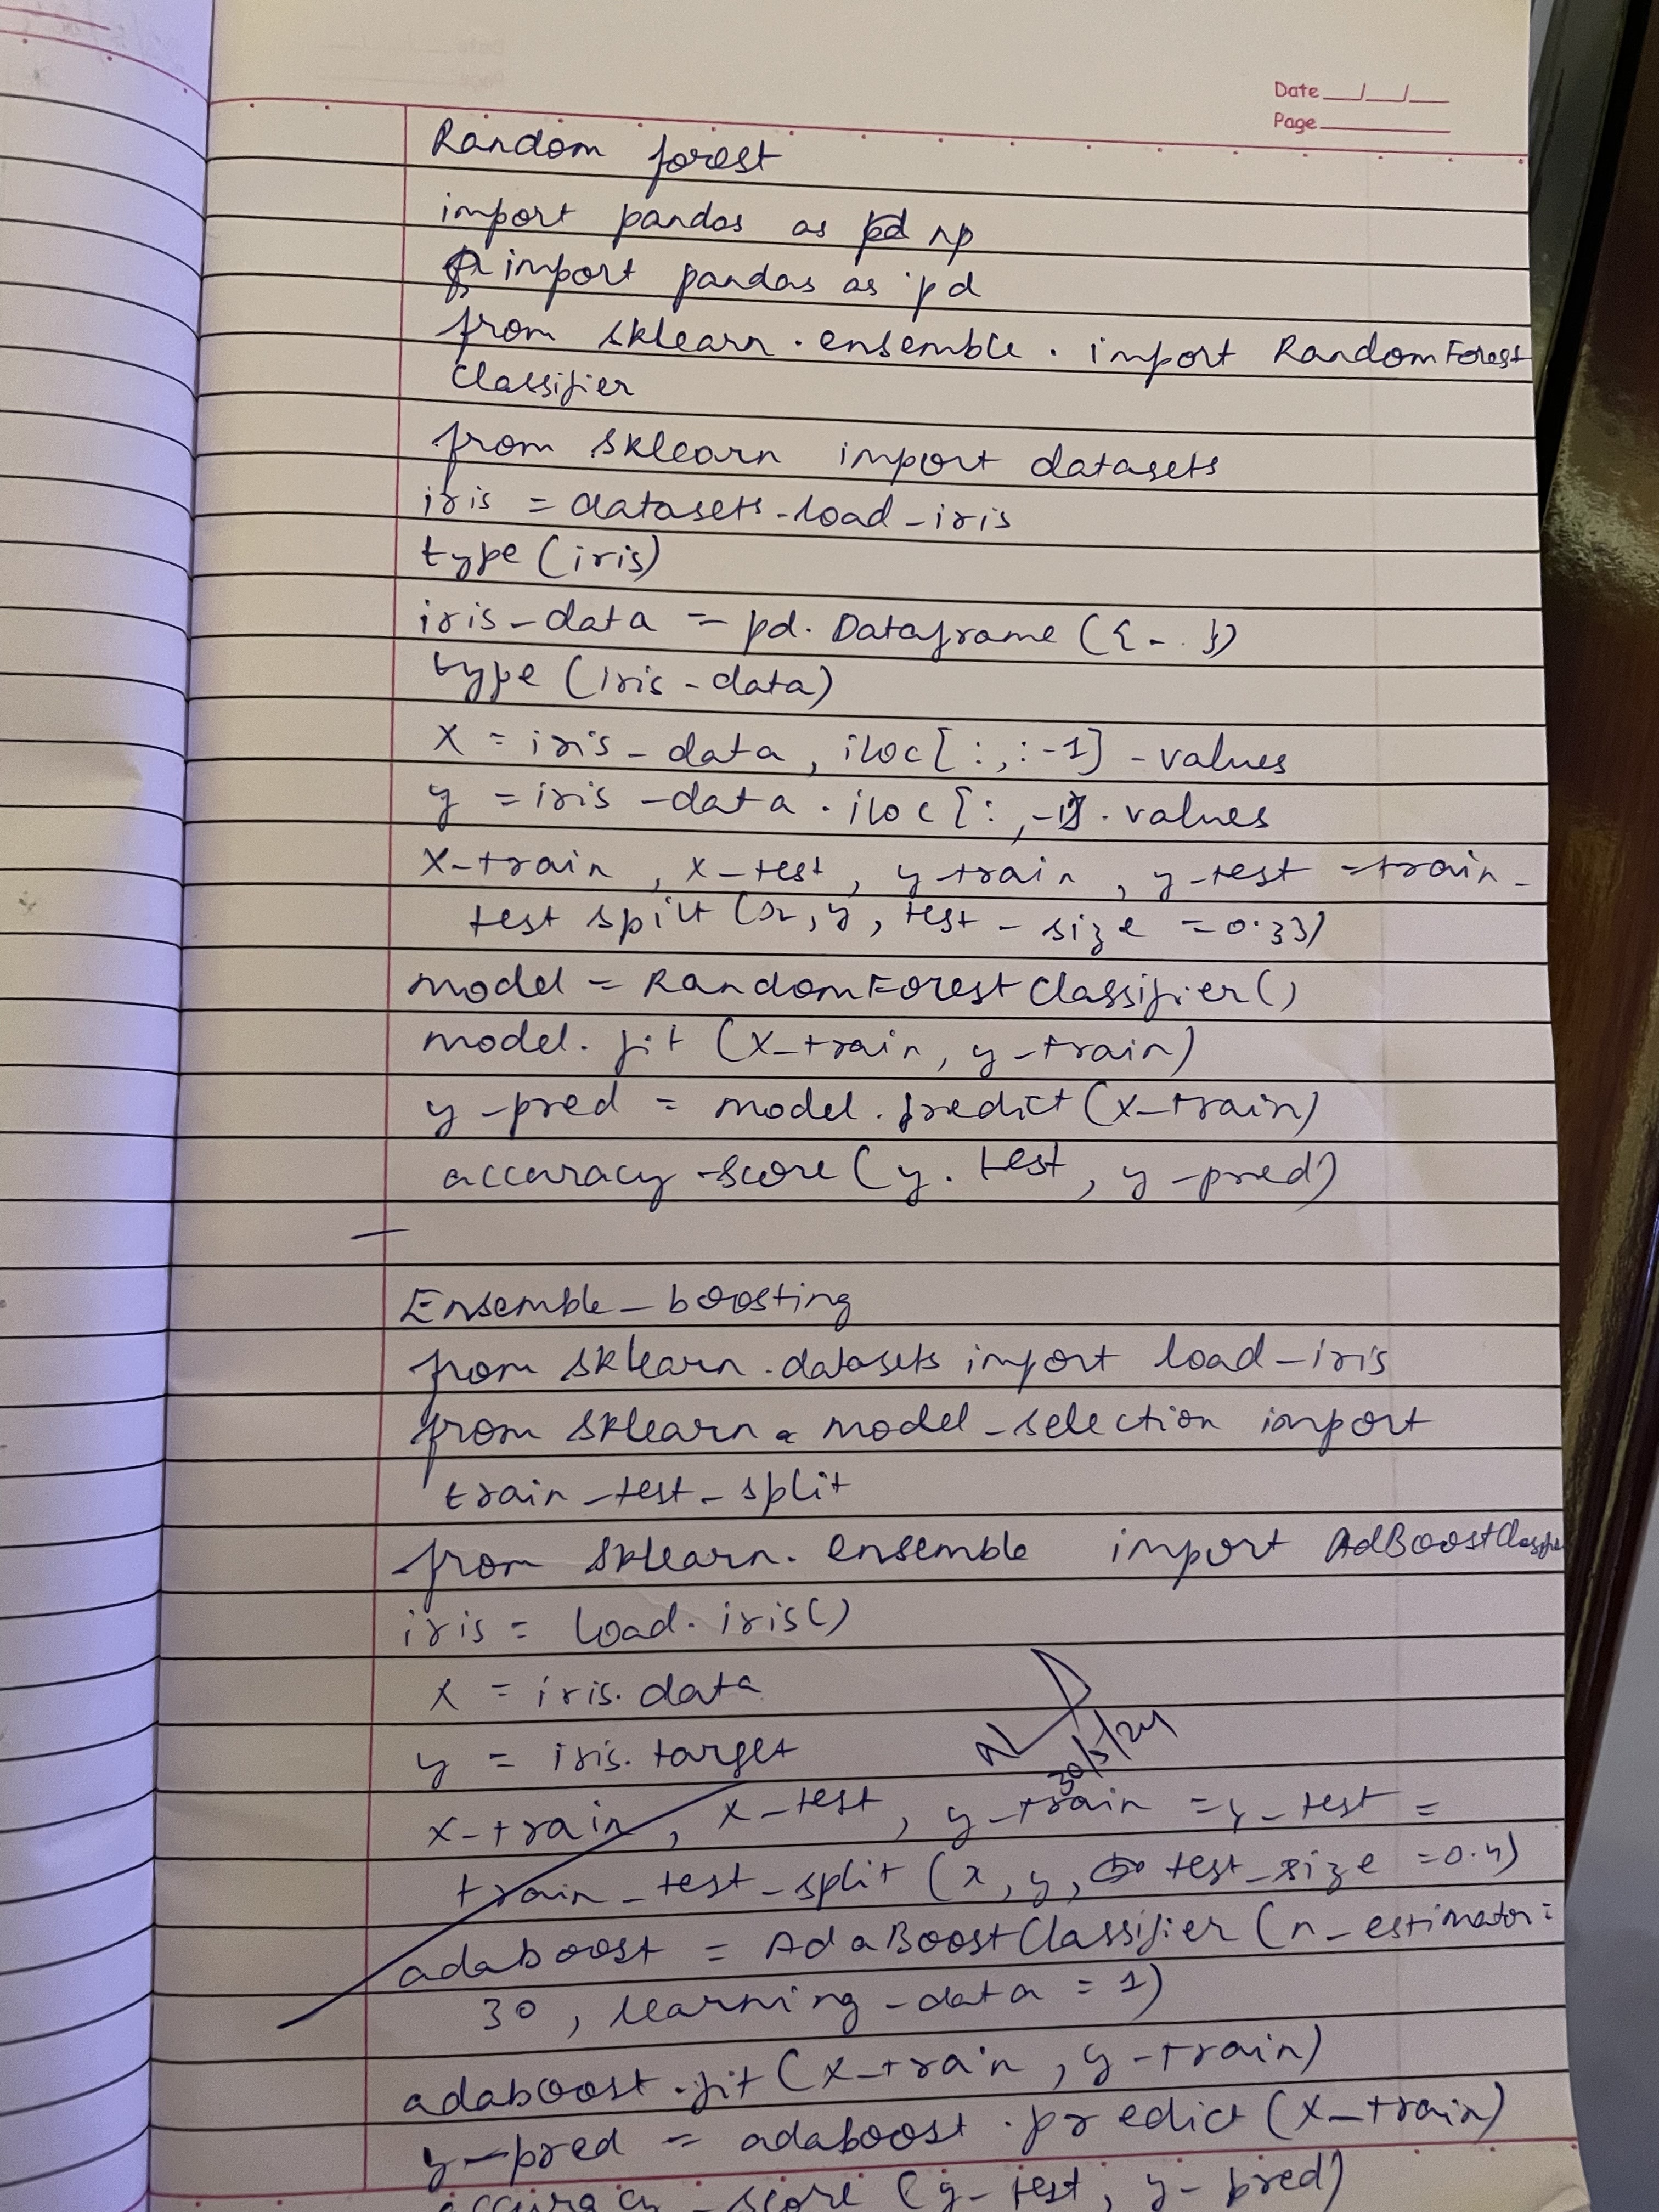 Date __/__/__
Page
Random forest
import pandas as pd np
import pandas as pd
from sklearn . ensemble . import RandomForest
Classifier
from sklearn import datasets
iris = datasets - load - iris
type (iris)
iris - data = pd. Dataframe ({ - . })
type (iris - data)
X = iris - data , iloc [ : , : -1] - values
y = iris - data . iloc [ : , -1] . values
X - train , x - test , y train , y - test = train -
test split (x, y, test - size = 0.33)
model = RandomForestClassifier()
model. fit (X - train, y - train)
y - pred = model . predict (x - train)
accuracy - score ( y . test , y - pred)
Ensemble - boosting
from sklearn . datasets import load - iris
from sklearn . model - selection import
train - test - split
from sklearn. ensemble import AdBoostClassifier
iris = load . iris()
x = iris. data
y = iris. target
30/5/24
x - train , x - test , y - train = y - test =
train - test - split (x, y, test - size = 0.4)
adaboost = AdaBoostClassifier (n - estimator =
30 , learning - data = 1)
adaboost . fit (x - train , y - train)
y - pred = adaboost . predict (x - train)
accuracy - score (y - test, y - pred)